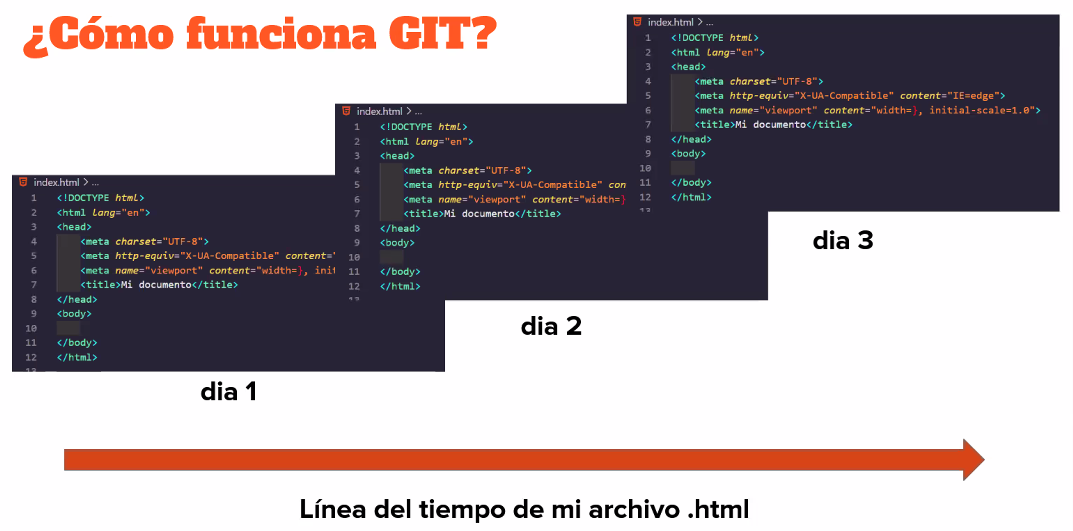 ¿Cómo funciona GIT?
index.html > ...
1 <!DOCTYPE html>
2 <html lang="en">
3 <head>
4 <meta charset="UTF-8">
5 <meta http-equiv="X-UA-Compatible" content="IE=edge">
6 <meta name="viewport" content="width=}, initial-scale=1.0">
7 <title>Mi documento</title>
8 </head>
9 <body>
10
11 </body>
12 </html>
13
dia 3
index.html > ...
1 <!DOCTYPE html>
2 <html lang="en">
3 <head>
4 <meta charset="UTF-8">
5 <meta http-equiv="X-UA-Compatible" con
6 <meta name="viewport" content="width=}
7 <title>Mi documento</title>
8 </head>
9 <body>
10
11 </body>
12 </html>
13
dia 2
index.html > ...
1 <!DOCTYPE html>
2 <html lang="en">
3 <head>
4 <meta charset="UTF-8">
5 <meta http-equiv="X-UA-Compatible" content="
6 <meta name="viewport" content="width=}, init
7 <title>Mi documento</title>
8 </head>
9 <body>
10
11 </body>
12 </html>
13
dia 1
Línea del tiempo de mi archivo .html